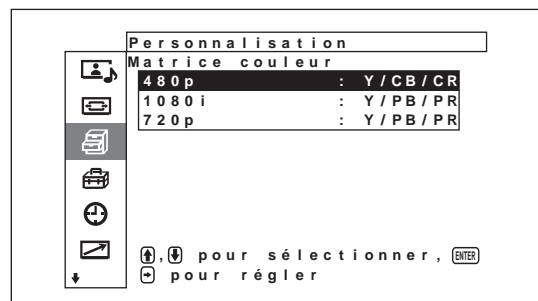 Personnalisation
Matrice couleur
480p : Y/CB/CR
1080i : Y/PB/PR
720p : Y/PB/PR
, pour sélectionner, ENTER
pour régler